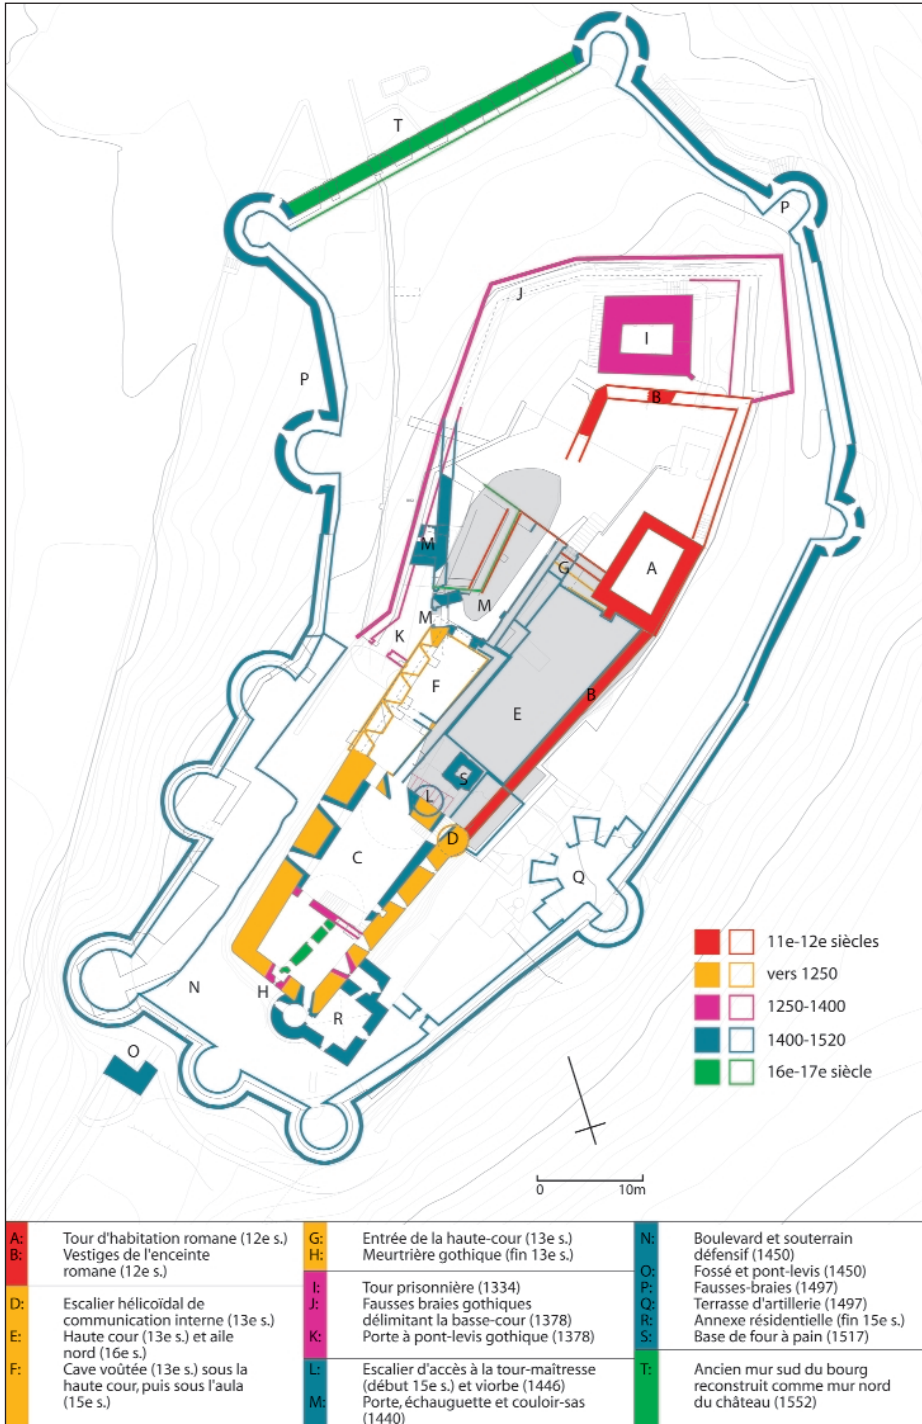 T
P
J
I
P
B
M
G
A
M
M
K
F
E
B
S
L
D
C
Q
N
H
R
O
11e-12e siècles
vers 1250
1250-1400
1400-1520
16e-17e siècle
0 10m
A: Tour d'habitation romane (12e s.)
B: Vestiges de l'enceinte
romane (12e s.)
D: Escalier hélicoïdal de
communication interne (13e s.)
E: Haute cour (13e s.) et aile
nord (16e s.)
F: Cave voûtée (13e s.) sous la
haute cour, puis sous l'aula
(15e s.)
G: Entrée de la haute-cour (13e s.)
H: Meurtrière gothique (fin 13e s.)
I: Tour prisonnière (1334)
J: Fausses braies gothiques
délimitant la basse-cour (1378)
K: Porte à pont-levis gothique (1378)
L: Escalier d'accès à la tour-maîtresse
(début 15e s.) et viorbe (1446)
M: Porte, échauguette et couloir-sas
(1440)
N: Boulevard et souterrain
défensif (1450)
O: Fossé et pont-levis (1450)
P: Fausses-braies (1497)
Q: Terrasse d'artillerie (1497)
R: Annexe résidentielle (fin 15e s.)
S: Base de four à pain (1517)
T: Ancien mur sud du bourg
reconstruit comme mur nord
du château (1552)